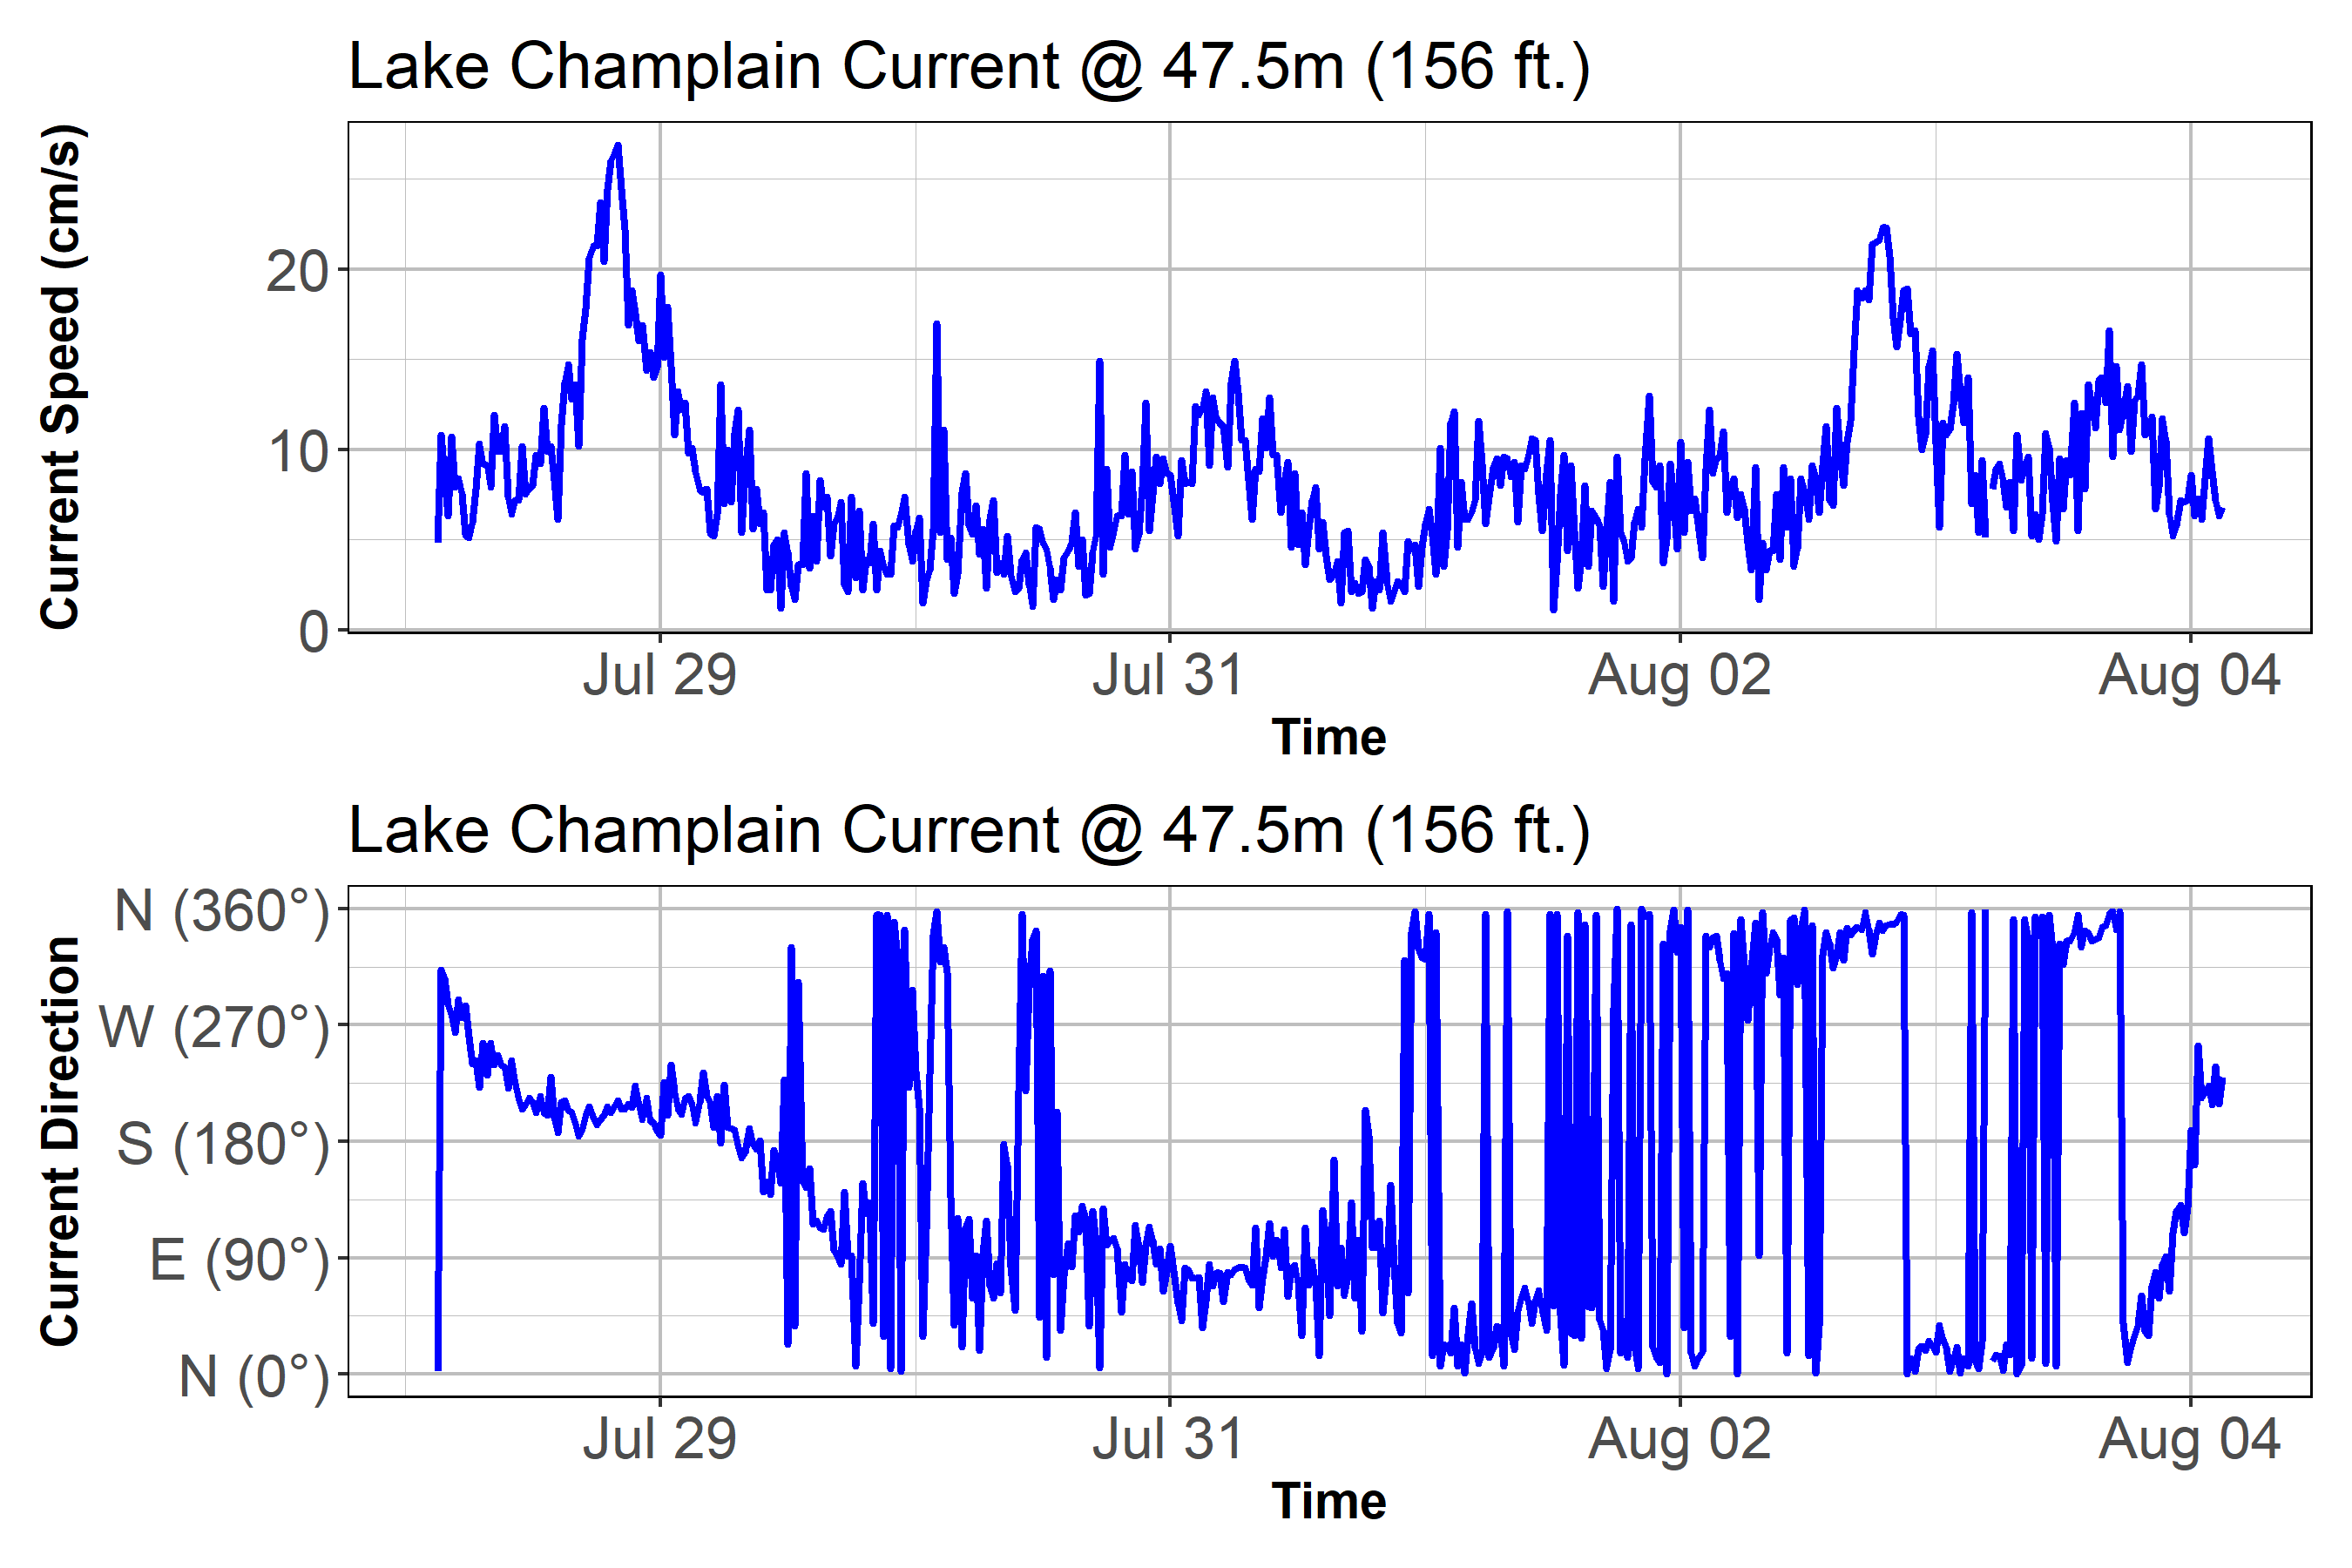 Lake Champlain Current @ 47.5m (156 ft.)
Current Speed (cm/s)
20
10
0
Jul 29 Jul 31 Aug 02 Aug 04
Time
Lake Champlain Current @ 47.5m (156 ft.)
Current Direction
N (360°)
W (270°)
S (180°)
E (90°)
N (0°)
Jul 29 Jul 31 Aug 02 Aug 04
Time